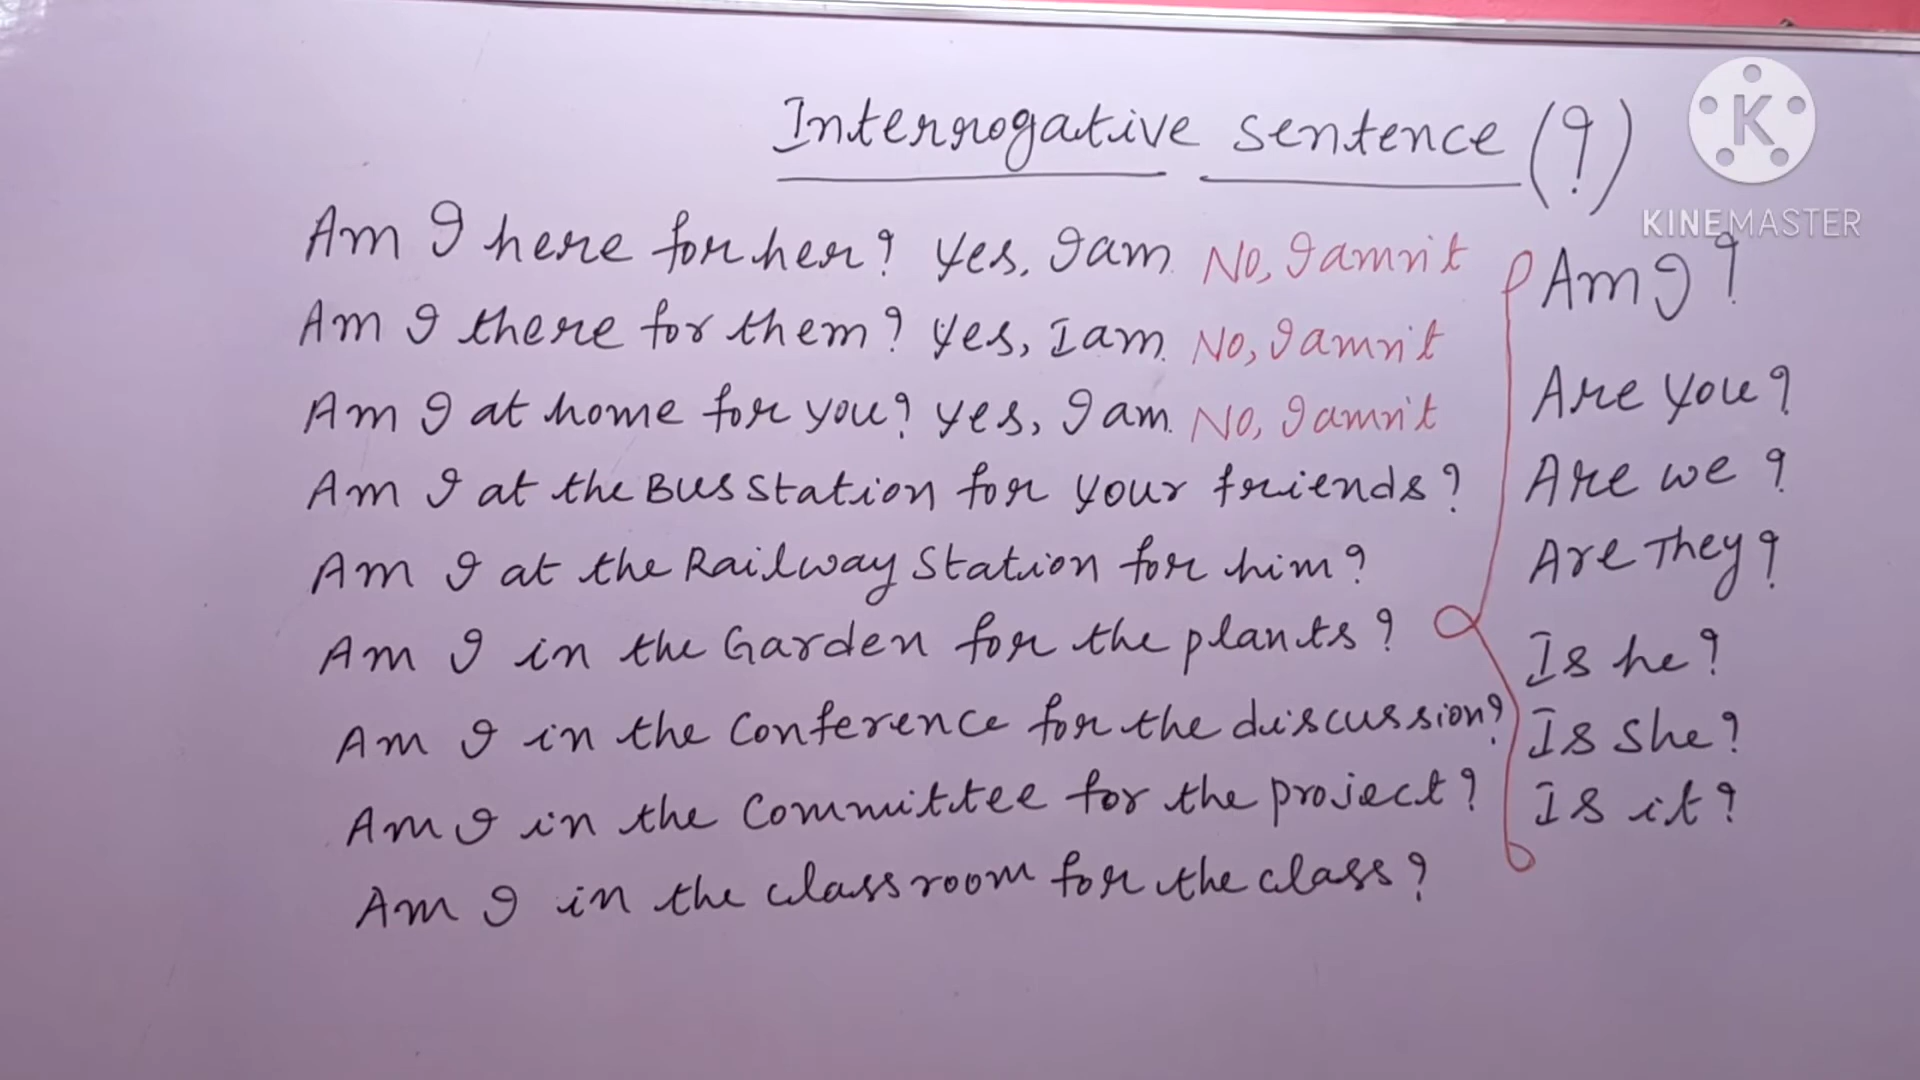 Interrogative sentence (?)
Am I here for her? Yes, I am. No, I amn't
Am I there for them? Yes, I am. No, I amn't
Am I at home for you? Yes, I am. No, I amn't
Am I at the Bus Station for your friends?
Am I at the Railway Station for him?
Am I in the Garden for the plants?
Am I in the Conference for the discussion?
Am I in the Committee for the project?
Am I in the classroom for the class?
Am I?
Are you?
Are we?
Are They?
Is he?
Is She?
Is it?
K
KINEMASTER